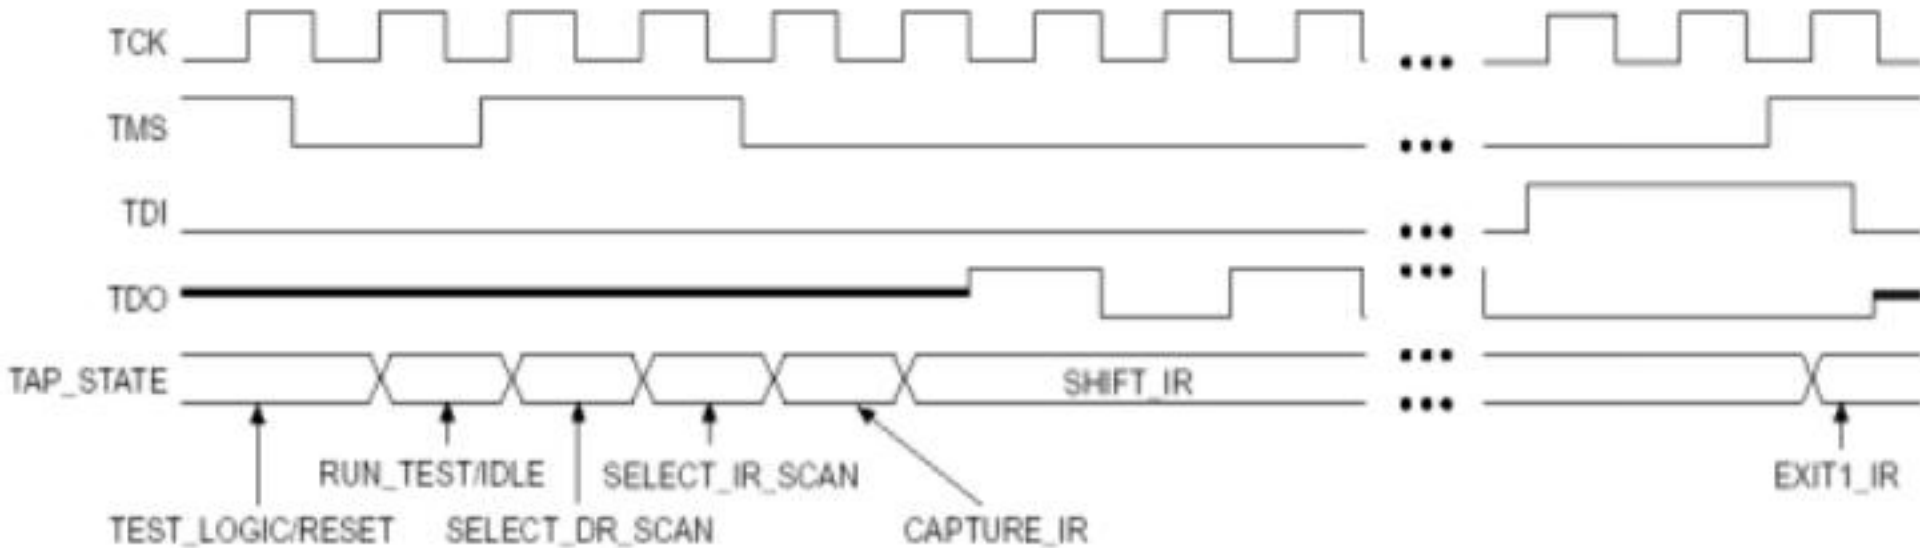 TCK
TMS
TDI
TDO
TAP_STATE
SHIFT_IR
RUN_TEST/IDLE
SELECT_IR_SCAN
EXIT1_IR
TEST_LOGIC/RESET
SELECT_DR_SCAN
CAPTURE_IR